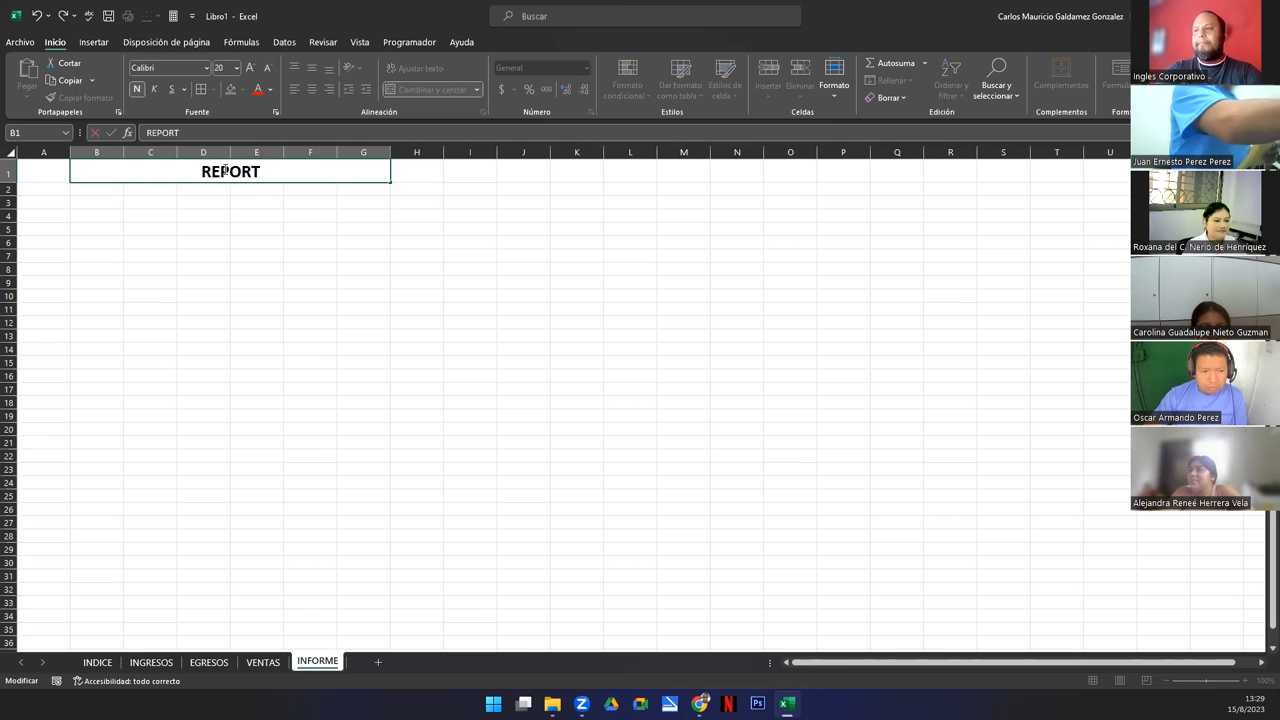 Libro1 - Excel
Buscar
Carlos Mauricio Galdamez Gonzalez
Archivo Inicio Insertar Disposición de página Fórmulas Datos Revisar Vista Programador Ayuda
Pegar
Cortar
Copiar
Copiar formato
Portapapeles
Calibri 20
N K S
Fuente
Ajustar texto
Combinar y centrar
Alineación
General
$ % 000
Número
Formato condicional
Dar formato como tabla
Estilos de celda
Estilos
Insertar
Eliminar
Formato
Celdas
Autosuma
Rellenar
Borrar
Ordenar y filtrar
Buscar y seleccionar
Edición
Complementos
Complementos
B1 fx REPORT
A B C D E F G H I J K L M N O P Q R S T U
1 REPORT
2
3
4
5
6
7
8
9
10
11
12
13
14
15
16
17
18
19
20
21
22
23
24
25
26
27
28
29
30
31
32
33
34
35
36
INDICE INGRESOS EGRESOS VENTAS INFORME
Modificar
Accesibilidad: todo correcto
100%
13:29
15/8/2023
Ingles Corporativo
Juan Ernesto Perez Perez
Roxana del C. Nerio de Henríquez
Carolina Guadalupe Nieto Guzman
Oscar Armando Perez
Alejandra Reneé Herrera Vela